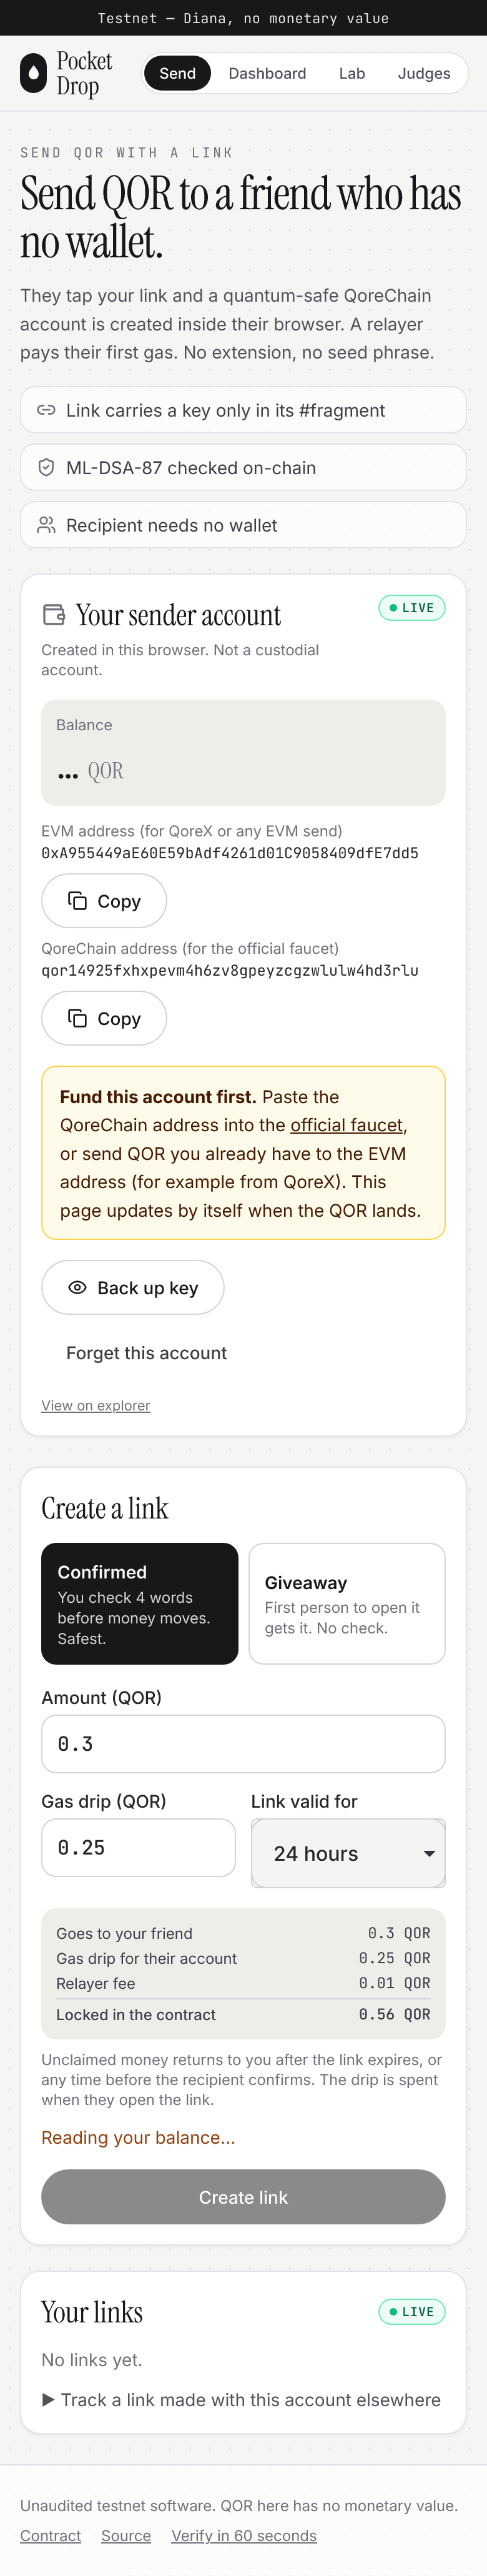 Testnet — Diana, no monetary value
Pocket
Drop
Send
Dashboard
Lab
Judges
SEND QOR WITH A LINK
Send QOR to a friend who has
no wallet.
They tap your link and a quantum-safe QoreChain
account is created inside their browser. A relayer
pays their first gas. No extension, no seed phrase.
Link carries a key only in its #fragment
ML-DSA-87 checked on-chain
Recipient needs no wallet
Your sender account
LIVE
Created in this browser. Not a custodial
account.
Balance
... QOR
EVM address (for QoreX or any EVM send)
0xA955449aE60E59bAdf4261d01C9058409dfE7dd5
Copy
QoreChain address (for the official faucet)
qor14925fxhxpevm4h6zv8gpeyzcgzwlulw4hd3rlu
Copy
Fund this account first. Paste the
QoreChain address into the official faucet,
or send QOR you already have to the EVM
address (for example from QoreX). This
page updates by itself when the QOR lands.
Back up key
Forget this account
View on explorer
Create a link
Confirmed
You check 4 words
before money moves.
Safest.
Giveaway
First person to open it
gets it. No check.
Amount (QOR)
0.3
Gas drip (QOR)
Link valid for
0.25
24 hours
Goes to your friend 0.3 QOR
Gas drip for their account 0.25 QOR
Relayer fee 0.01 QOR
Locked in the contract 0.56 QOR
Unclaimed money returns to you after the link expires, or
any time before the recipient confirms. The drip is spent
when they open the link.
Reading your balance...
Create link
Your links
LIVE
No links yet.
Track a link made with this account elsewhere
Unaudited testnet software. QOR here has no monetary value.
Contract Source Verify in 60 seconds